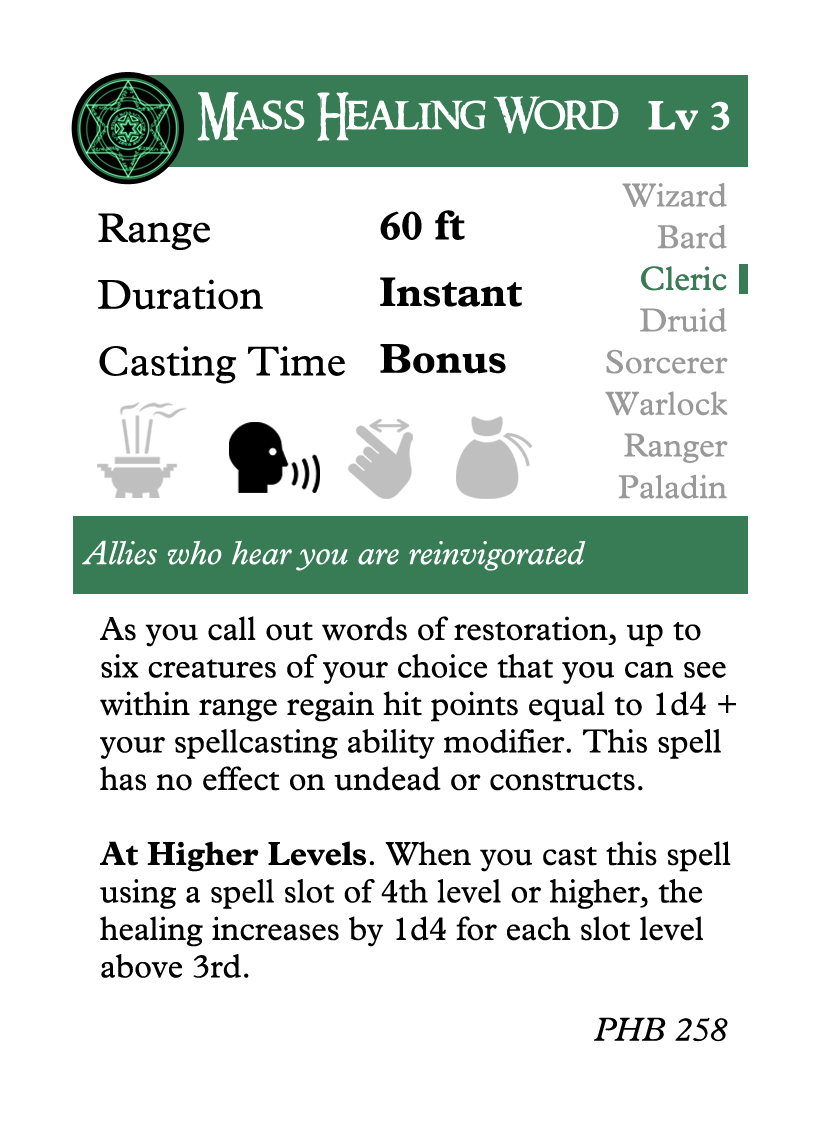 Mass Healing Word Lv 3
Wizard
Bard
Cleric
Druid
Sorcerer
Warlock
Ranger
Paladin
Range 60 ft
Duration Instant
Casting Time Bonus
Allies who hear you are reinvigorated
As you call out words of restoration, up to
six creatures of your choice that you can see
within range regain hit points equal to 1d4 +
your spellcasting ability modifier. This spell
has no effect on undead or constructs.
At Higher Levels. When you cast this spell
using a spell slot of 4th level or higher, the
healing increases by 1d4 for each slot level
above 3rd.
PHB 258